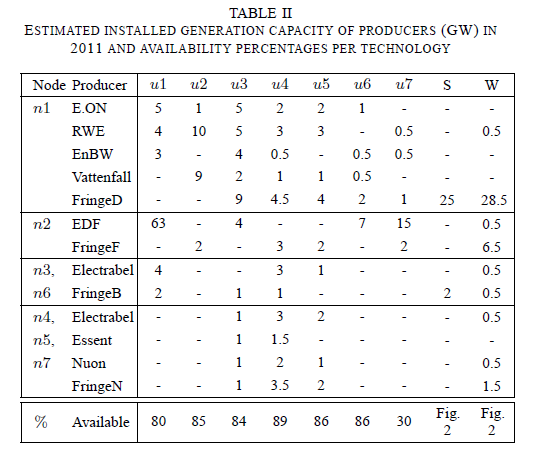 TABLE II
ESTIMATED INSTALLED GENERATION CAPACITY OF PRODUCERS (GW) IN
2011 AND AVAILABILITY PERCENTAGES PER TECHNOLOGY
Node Producer u1 u2 u3 u4 u5 u6 u7 S W
n1 E.ON 5 1 5 2 2 1 - - -
RWE 4 10 5 3 3 - 0.5 - 0.5
EnBW 3 - 4 0.5 - 0.5 0.5 - -
Vattenfall - 9 2 1 1 0.5 - -
FringeD - - 9 4.5 4 2 1 25 28.5
n2 EDF 63 - 4 - - 7 15 - 0.5
FringeF - 2 - 3 2 - 2 - 6.5
n3, Electrabel 4 - - 3 1 - - - 0.5
n6 FringeB 2 - 1 1 - - - 2 0.5
n4, Electrabel - - 1 3 2 - - - 0.5
n5, Essent - - 1 1.5 - - - - -
n7 Nuon - - 1 2 1 - - - 0.5
FringeN - - 1 3.5 2 - - - 1.5
% Available 80 85 84 89 86 86 30 Fig. 2 Fig. 2